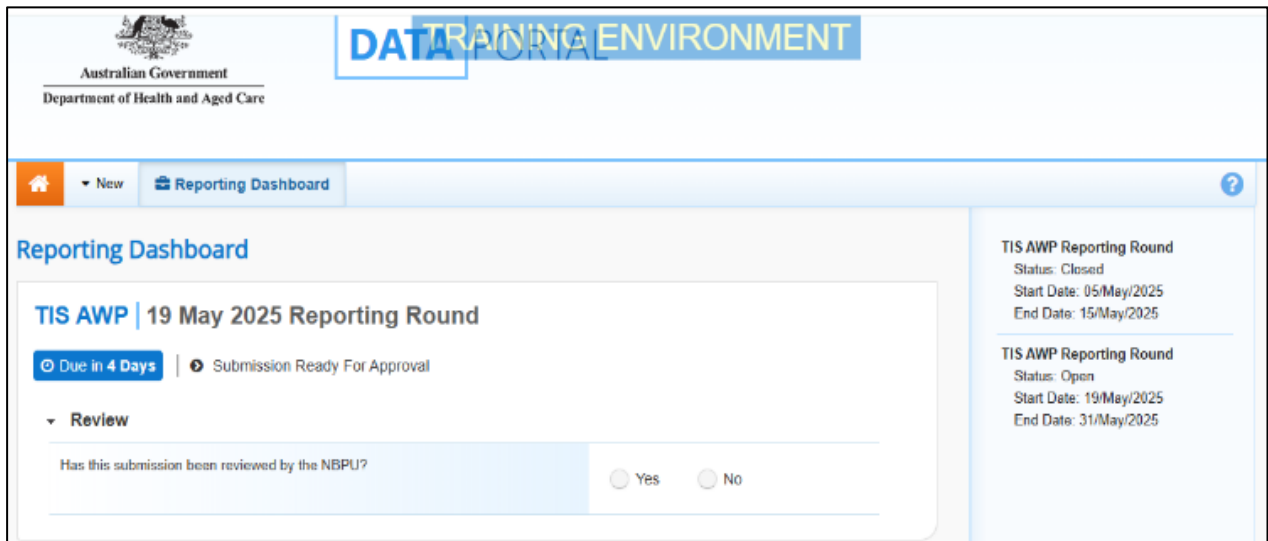 Australian Government
Department of Health and Aged Care
DATA PORTAL
TRAINING ENVIRONMENT
New
Reporting Dashboard
Reporting Dashboard
TIS AWP | 19 May 2025 Reporting Round
Due in 4 Days | Submission Ready For Approval
Review
Has this submission been reviewed by the NBPU?
Yes No
TIS AWP Reporting Round
Status: Closed
Start Date: 05/May/2025
End Date: 15/May/2025
TIS AWP Reporting Round
Status: Open
Start Date: 19/May/2025
End Date: 31/May/2025